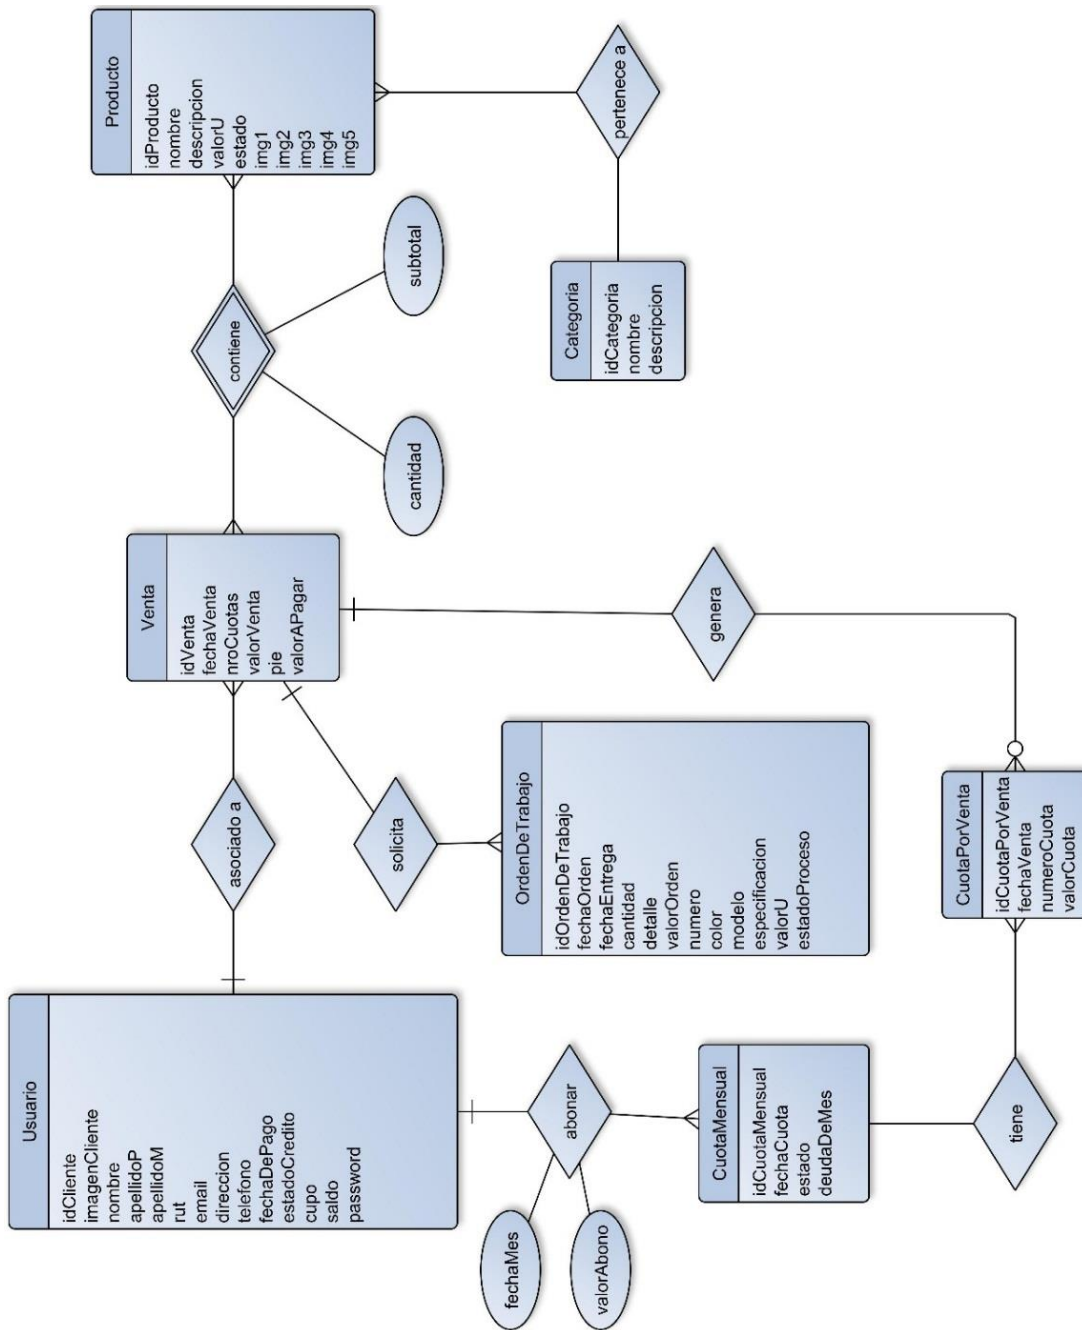 Usuario
idCliente
imagenCliente
nombre
apellidoP
apellidoM
rut
email
direccion
telefono
fechaDePago
estadoCredito
cupo
saldo
password
asociado a
Venta
idVenta
fechaVenta
nroCuotas
valorVenta
pie
valorAPagar
contiene
cantidad
subtotal
Producto
idProducto
nombre
descripcion
valorU
estado
img1
img2
img3
img4
img5
pertenece a
Categoria
idCategoria
nombre
descripcion
solicita
OrdenDeTrabajo
idOrdenDeTrabajo
fechaOrden
fechaEntrega
cantidad
detalle
valorOrden
numero
color
modelo
especificacion
valorU
estadoProceso
abonar
fechaMes
valorAbono
CuotaMensual
idCuotaMensual
fechaCuota
estado
deudaDeMes
genera
tiene
CuotaPorVenta
idCuotaPorVenta
fechaVenta
numeroCuota
valorCuota